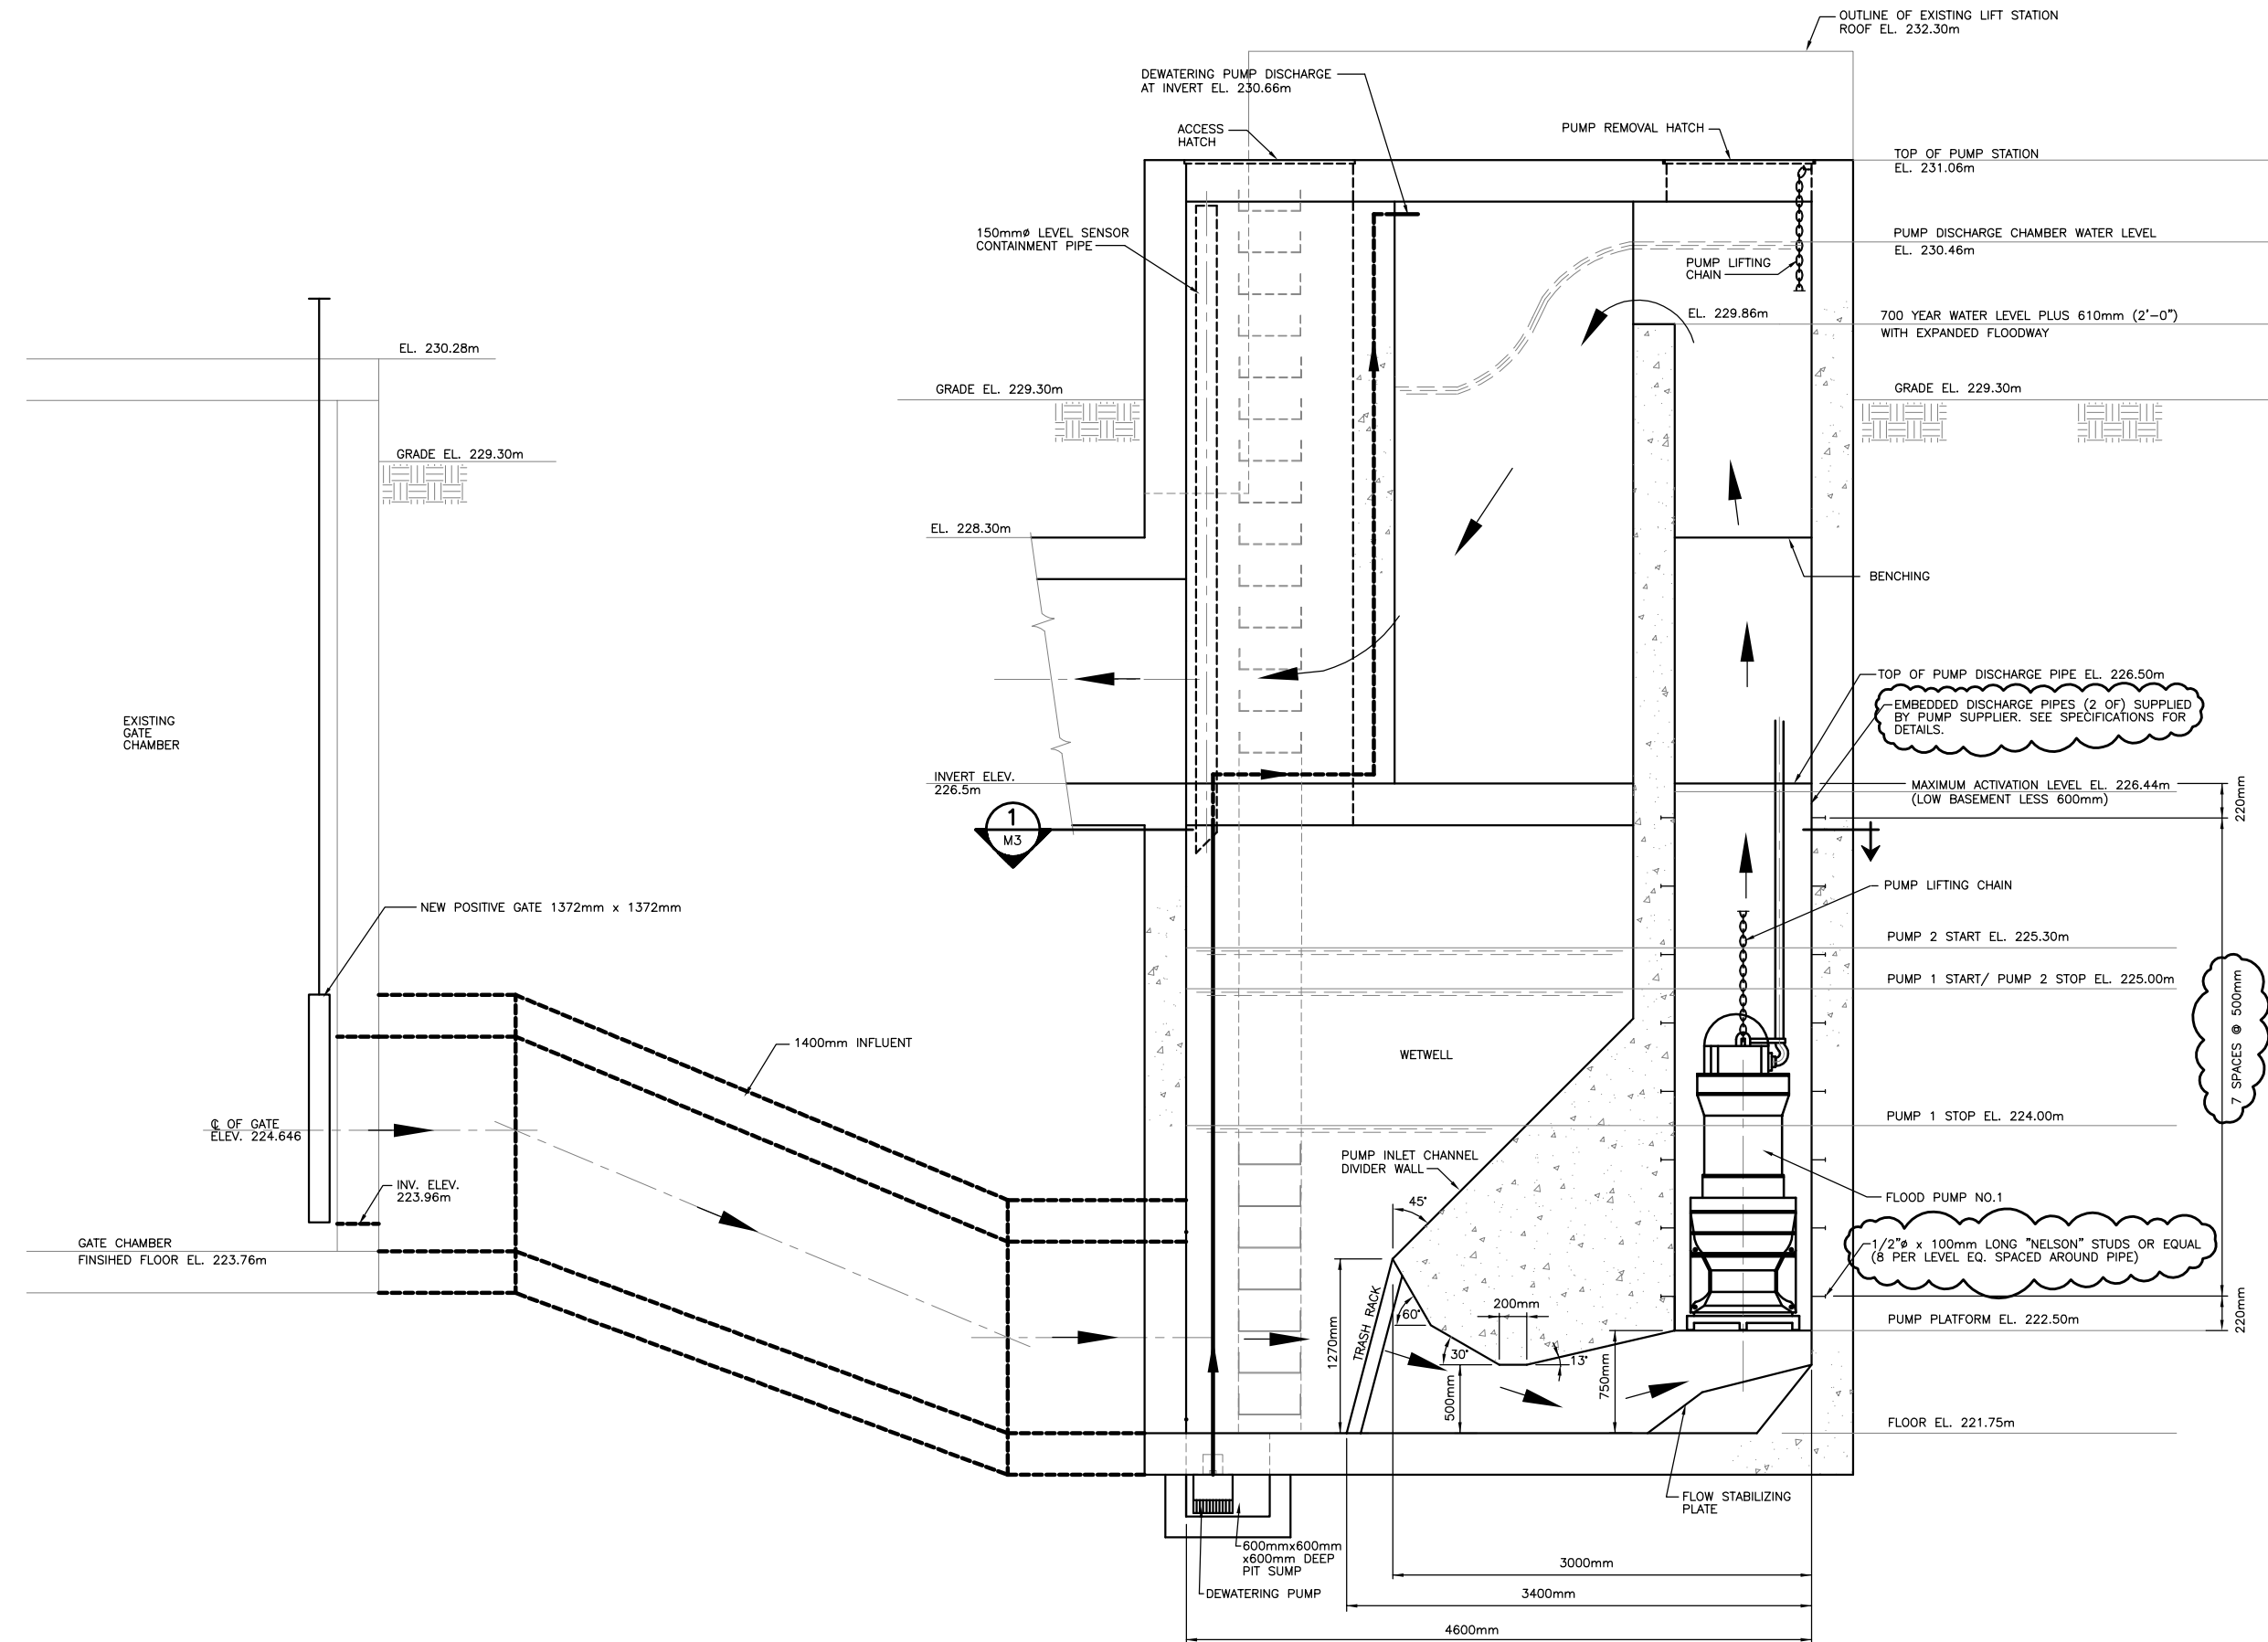 OUTLINE OF EXISTING LIFT STATION
ROOF EL. 232.30m
DEWATERING PUMP DISCHARGE
AT INVERT EL. 230.66m
ACCESS
HATCH
PUMP REMOVAL HATCH
TOP OF PUMP STATION
EL. 231.06m
150mmø LEVEL SENSOR
CONTAINMENT PIPE
PUMP DISCHARGE CHAMBER WATER LEVEL
EL. 230.46m
PUMP LIFTING
CHAIN
EL. 229.86m
700 YEAR WATER LEVEL PLUS 610mm (2'-0")
WITH EXPANDED FLOODWAY
EL. 230.28m
GRADE EL. 229.30m
GRADE EL. 229.30m
GRADE EL. 229.30m
EL. 228.30m
BENCHING
TOP OF PUMP DISCHARGE PIPE EL. 226.50m
EMBEDDED DISCHARGE PIPES (2 OF) SUPPLIED
BY PUMP SUPPLIER. SEE SPECIFICATIONS FOR
DETAILS.
EXISTING
GATE
CHAMBER
INVERT ELEV.
226.5m
MAXIMUM ACTIVATION LEVEL EL. 226.44m
(LOW BASEMENT LESS 600mm)
220mm
1
M3
NEW POSITIVE GATE 1372mm x 1372mm
PUMP LIFTING CHAIN
PUMP 2 START EL. 225.30m
PUMP 1 START/ PUMP 2 STOP EL. 225.00m
7 SPACES @ 500mm
1400mm INFLUENT
WETWELL
℄ OF GATE
ELEV. 224.646
PUMP 1 STOP EL. 224.00m
PUMP INLET CHANNEL
DIVIDER WALL
INV. ELEV.
223.96m
45°
FLOOD PUMP NO.1
GATE CHAMBER
FINSIHED FLOOR EL. 223.76m
1/2"ø x 100mm LONG "NELSON" STUDS OR EQUAL
(8 PER LEVEL EQ. SPACED AROUND PIPE)
1270mm
TRASH RACK
60°
200mm
30°
13°
500mm
750mm
PUMP PLATFORM EL. 222.50m
220mm
FLOOR EL. 221.75m
FLOW STABILIZING
PLATE
600mmx600mm
x600mm DEEP
PIT SUMP
DEWATERING PUMP
3000mm
3400mm
4600mm